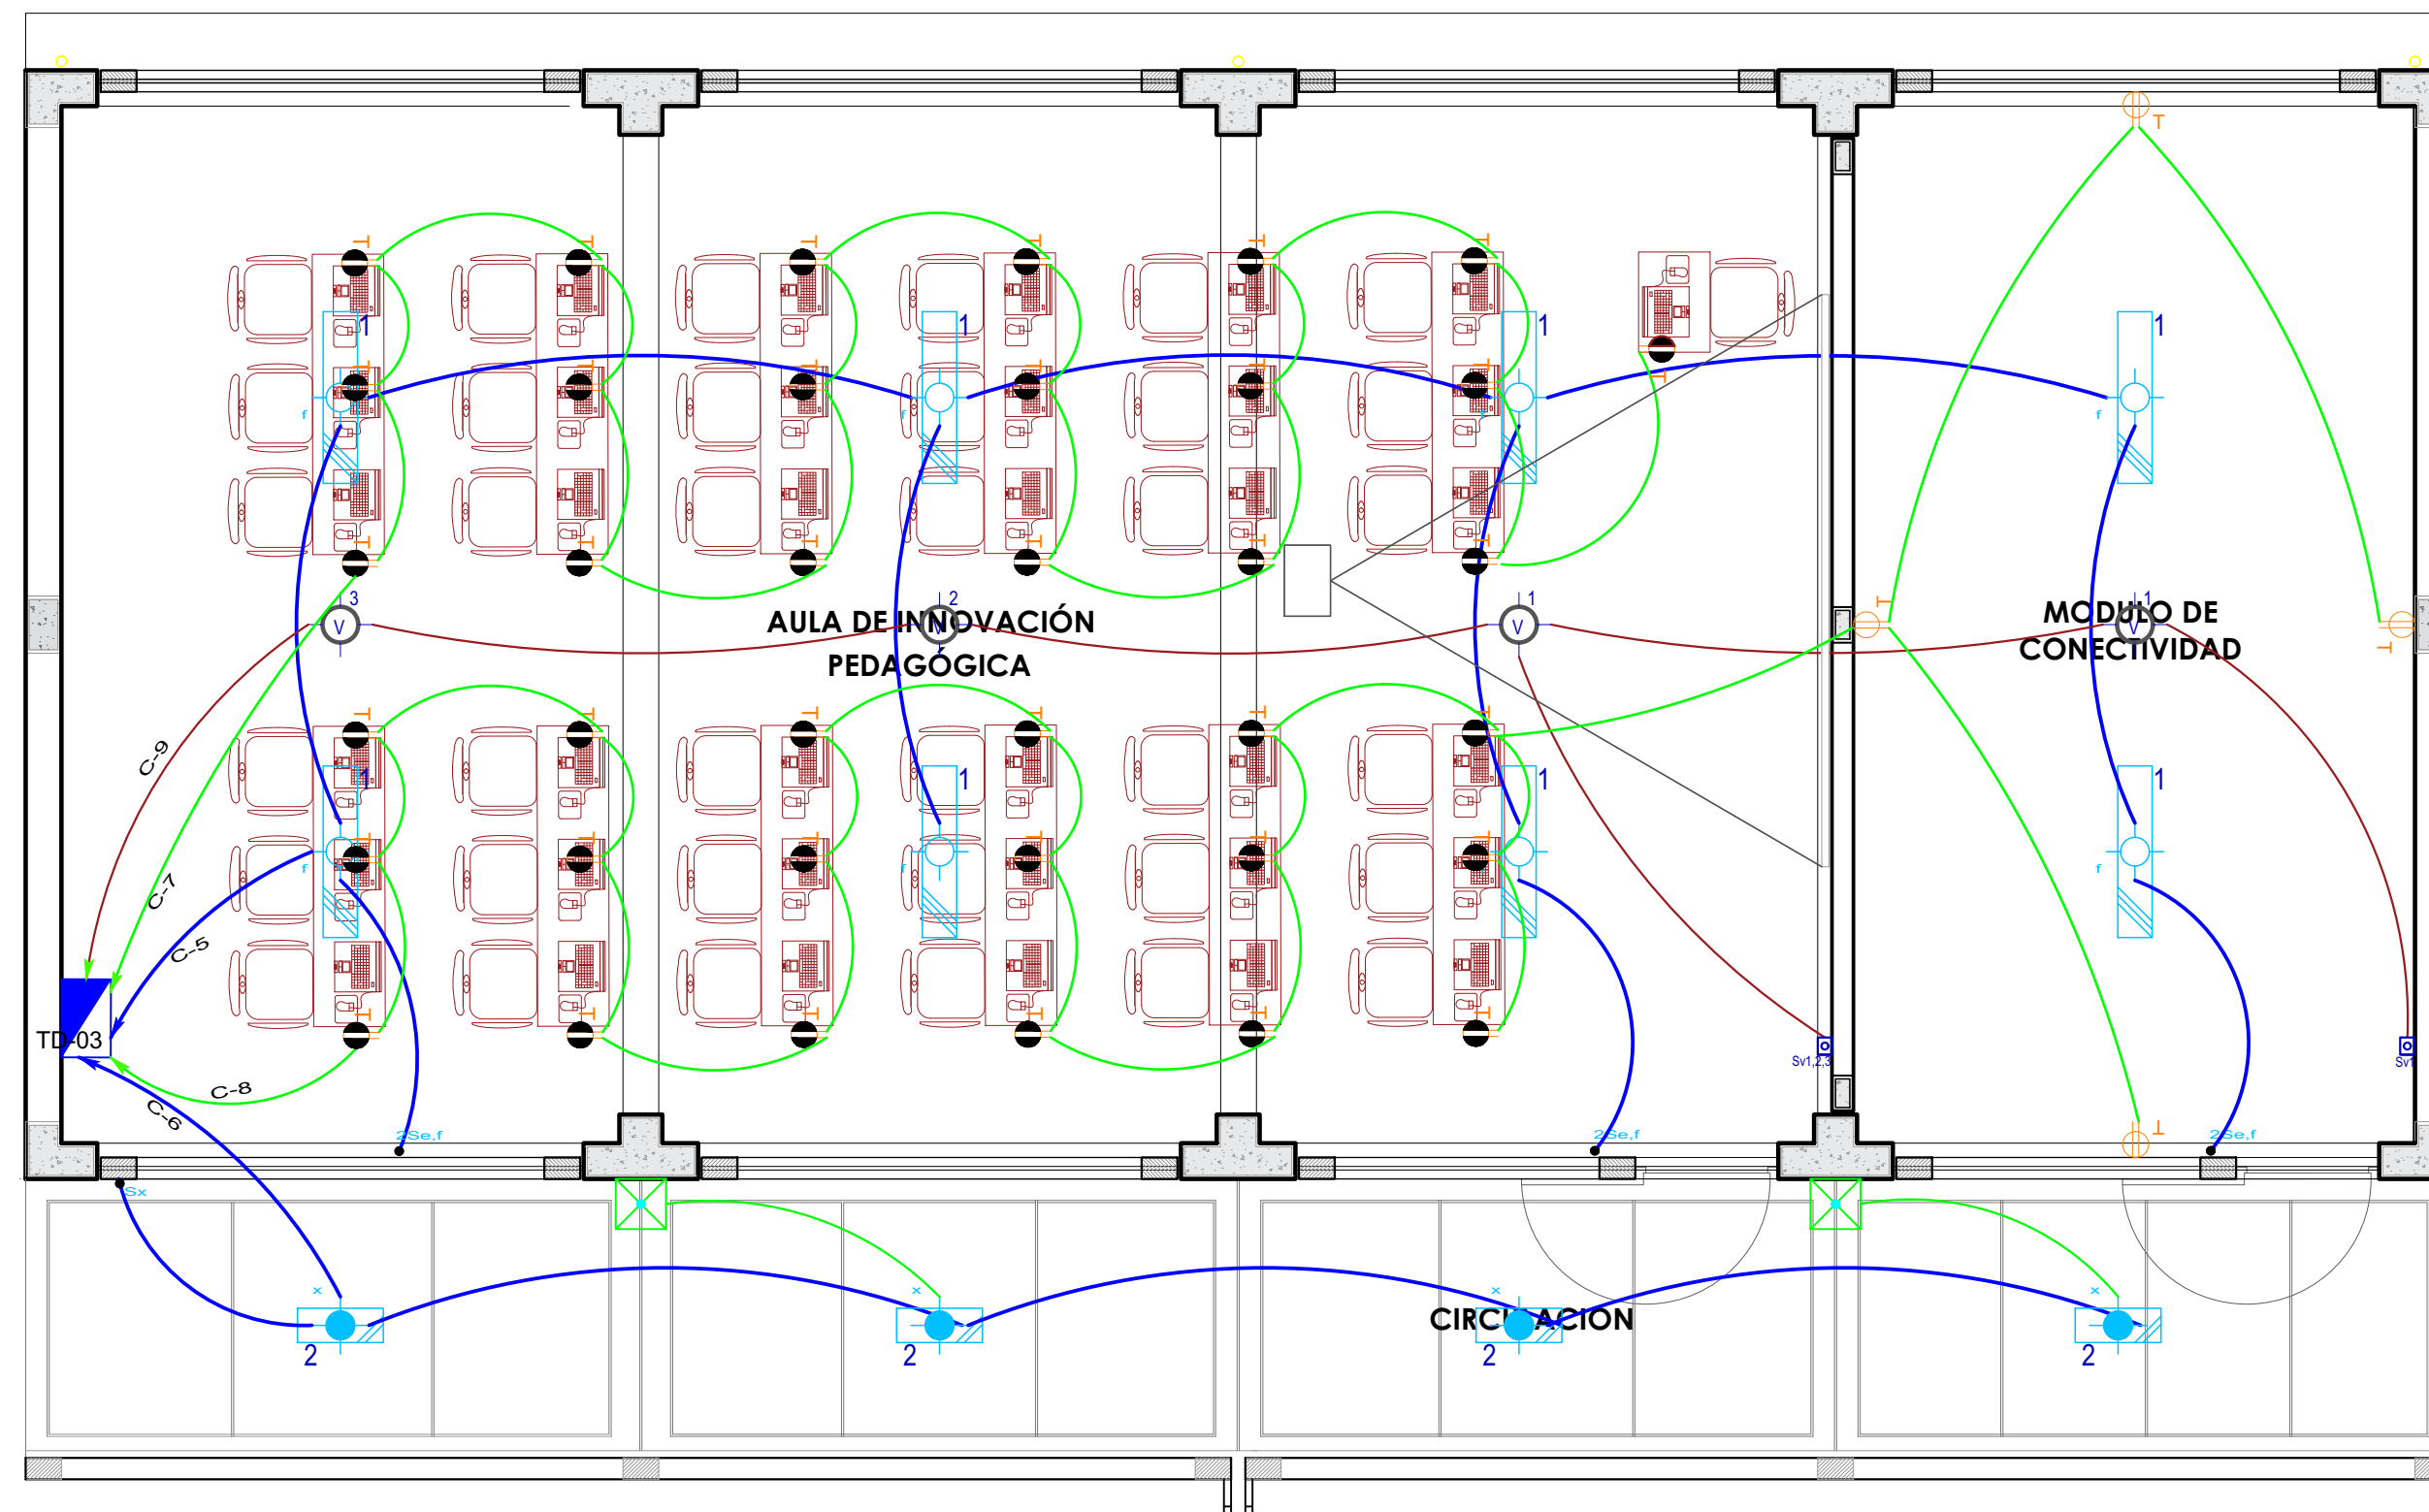 T
T T T T T T
T
1 1 1 1
T T T T T T
f f f f
T T T T T T
3 2 1 1
V V V V
T
T
AULA DE INNOVACIÓN
PEDAGÓGICA
MODULO DE
CONECTIVIDAD
T T T T T T
C-9
1 1 1 1
T T T T T T
f f f f
C-7
C-5
T T T T T T
TD-03
Sv1,2,3
Sv1
C-8
C-6
2Se,f
2Se,f
2Se,f
T
Sx
x x x x
CIRCULACION
2 2 2 2